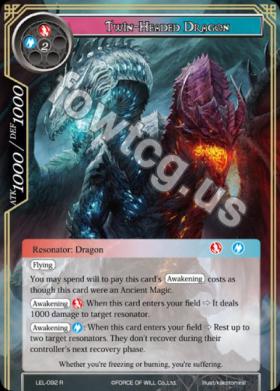 TWIN-HEADED DRAGON
2
ATK 1000 / DEF 1000
fowtcg.us
Resonator: Dragon
Flying
You may spend will to pay this card's Awakening costs as
though this card were an Ancient Magic.
Awakening When this card enters your field ⇨ It deals
1000 damage to target resonator.
Awakening When this card enters your field ⇨ Rest up to
two target resonators. They don't recover during their
controller's next recovery phase.
Whether you're freezing or burning, you're suffering.
LEL-092 R
©FORCE OF WILL Co.,Ltd.